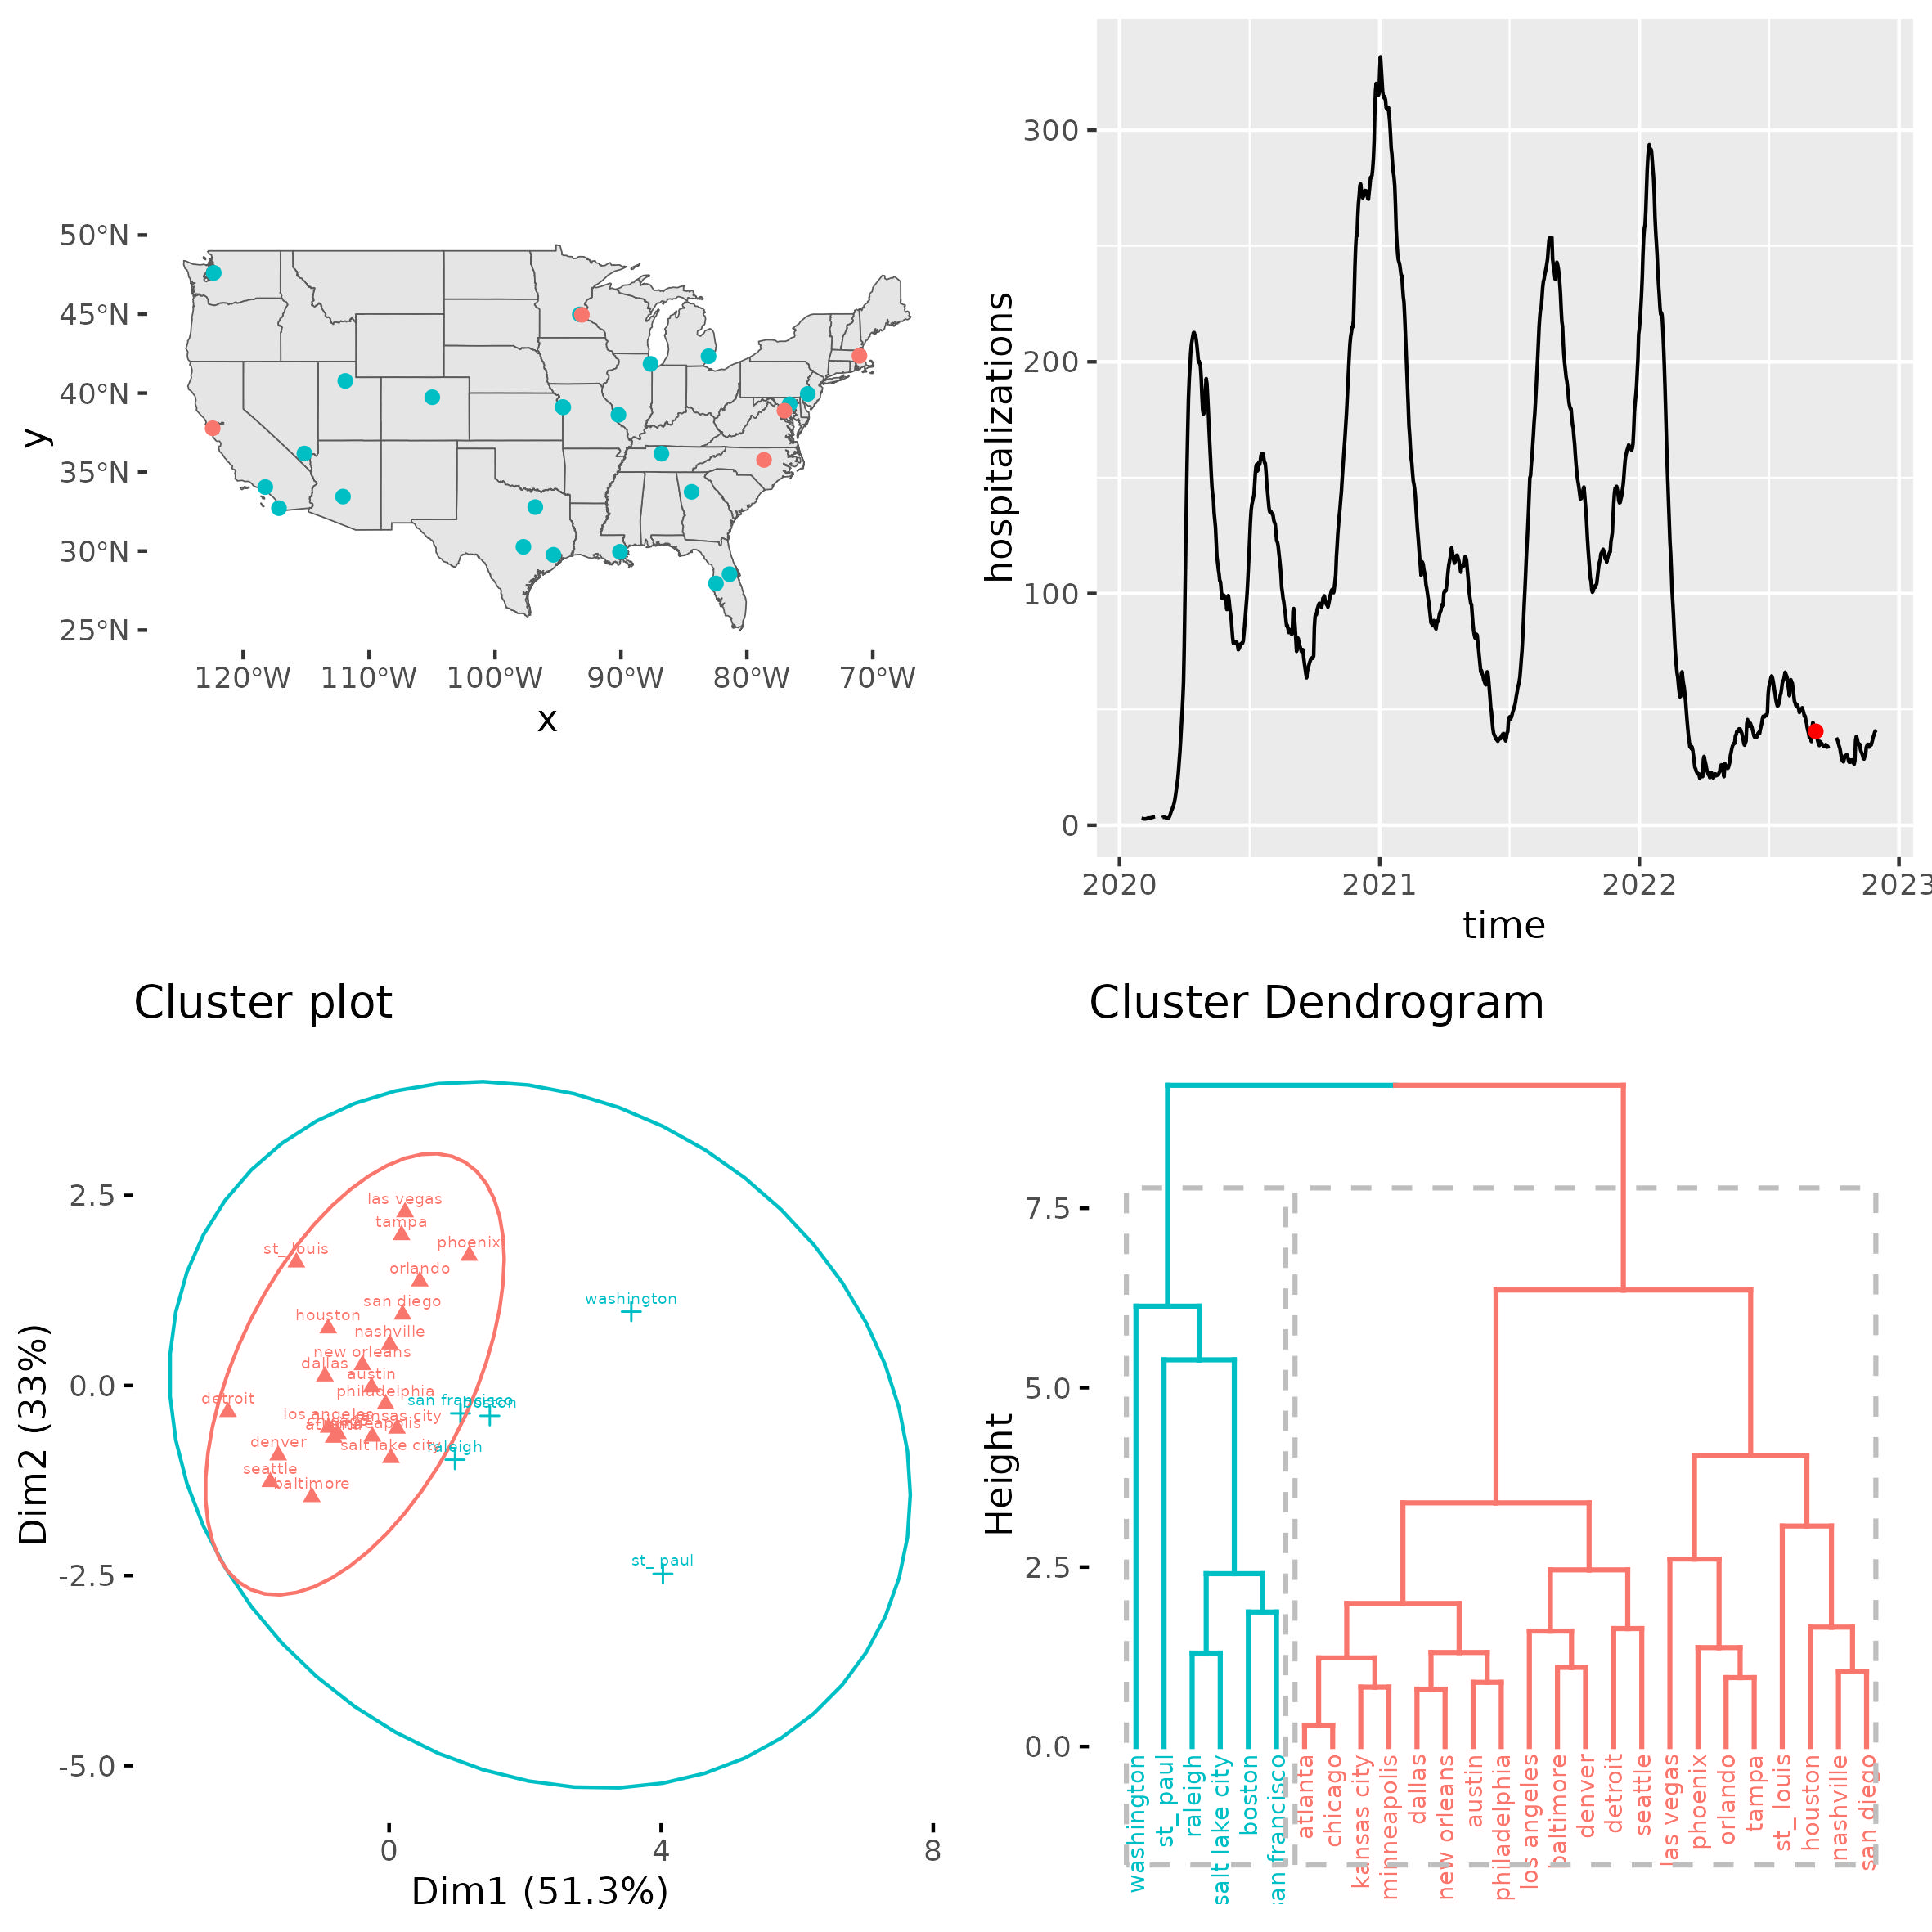 50°N
45°N
40°N
35°N
30°N
25°N
y
120°W 110°W 100°W 90°W 80°W 70°W
x
300
200
100
0
hospitalizations
2020 2021 2022 2023
time
Cluster plot
2.5
0.0
-2.5
-5.0
Dim2 (33%)
las vegas
tampa
phoenix
st_louis
orlando
san diego
washington
houston
nashville
new orleans
dallas
austin
philadelphia
detroit
san francisco
boston
los angeles
kansas city
salt lake city
raleigh
denver
seattle
baltimore
st_paul
0 4 8
Dim1 (51.3%)
Cluster Dendrogram
7.5
5.0
2.5
0.0
Height
washington
st_paul
raleigh
salt lake city
boston
an francisco
atlanta
chicago
kansas city
minneapolis
dallas
new orleans
austin
philadelphia
los angeles
baltimore
denver
detroit
seattle
las vegas
phoenix
orlando
tampa
st_louis
houston
nashville
san diego